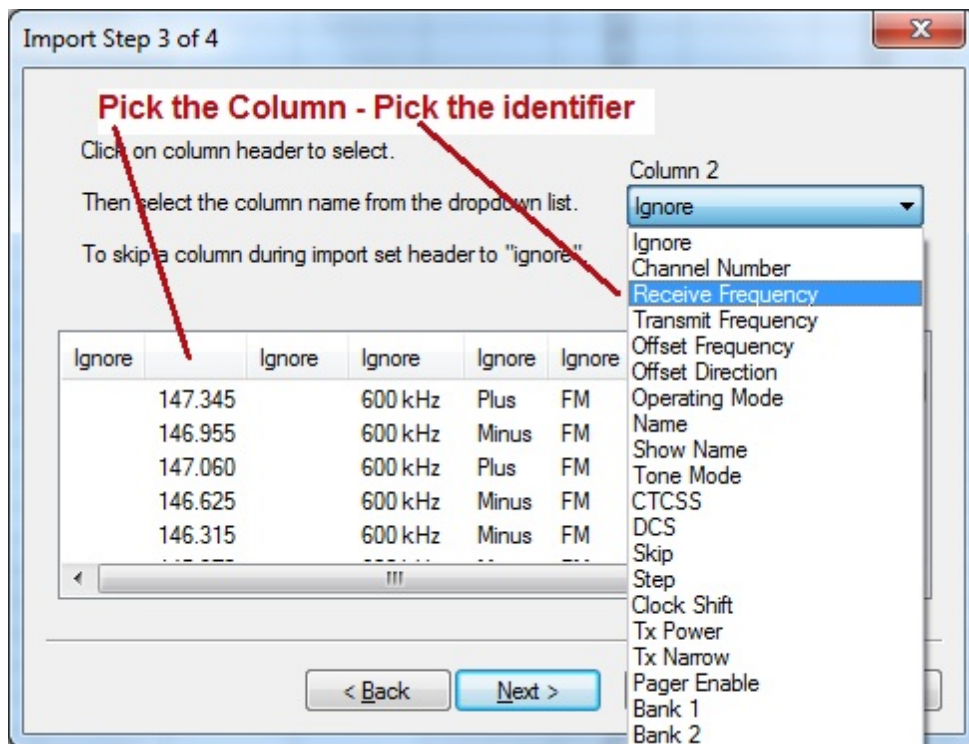 Import Step 3 of 4
X
Pick the Column - Pick the identifier
Click on column header to select.
Then select the column name from the dropdown list.
To skip a column during import set header to "ignore".
Column 2
Ignore
Ignore
Channel Number
Receive Frequency
Transmit Frequency
Offset Frequency
Offset Direction
Operating Mode
Name
Show Name
Tone Mode
CTCSS
DCS
Skip
Step
Clock Shift
Tx Power
Tx Narrow
Pager Enable
Bank 1
Bank 2
Ignore Ignore Ignore Ignore Ignore
147.345 600 kHz Plus FM
146.955 600 kHz Minus FM
147.060 600 kHz Plus FM
146.625 600 kHz Minus FM
146.315 600 kHz Minus FM
< Back Next >